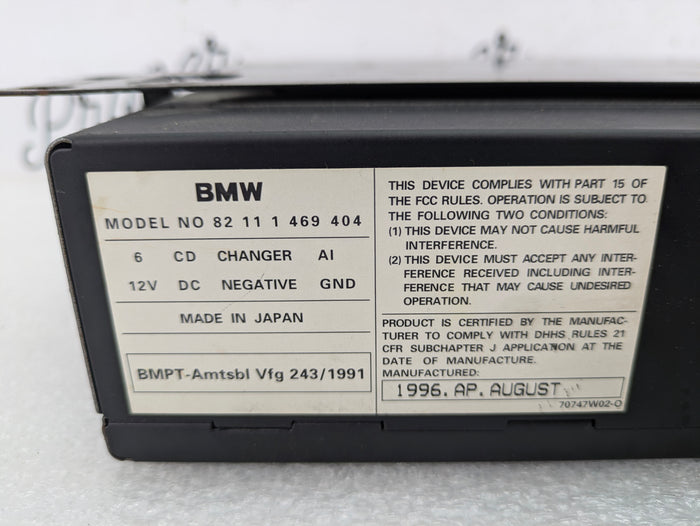 BMW
MODEL NO 82 11 1 469 404
6 CD CHANGER AI
12V DC NEGATIVE GND
MADE IN JAPAN
BMPT-Amtsbl Vfg 243/1991
THIS DEVICE COMPLIES WITH PART 15 OF
THE FCC RULES. OPERATION IS SUBJECT TO
THE FOLLOWING TWO CONDITIONS:
(1) THIS DEVICE MAY NOT CAUSE HARMFUL
INTERFERENCE.
(2) THIS DEVICE MUST ACCEPT ANY INTER-
FERENCE RECEIVED INCLUDING INTER-
FERENCE THAT MAY CAUSE UNDESIRED
OPERATION.
PRODUCT IS CERTIFIED BY THE MANUFAC-
TURER TO COMPLY WITH DHHS RULES 21
CFR SUBCHAPTER J APPLICATION AT THE
DATE OF MANUFACTURE.
MANUFACTURED:
1996. AP. AUGUST
70747W02-O